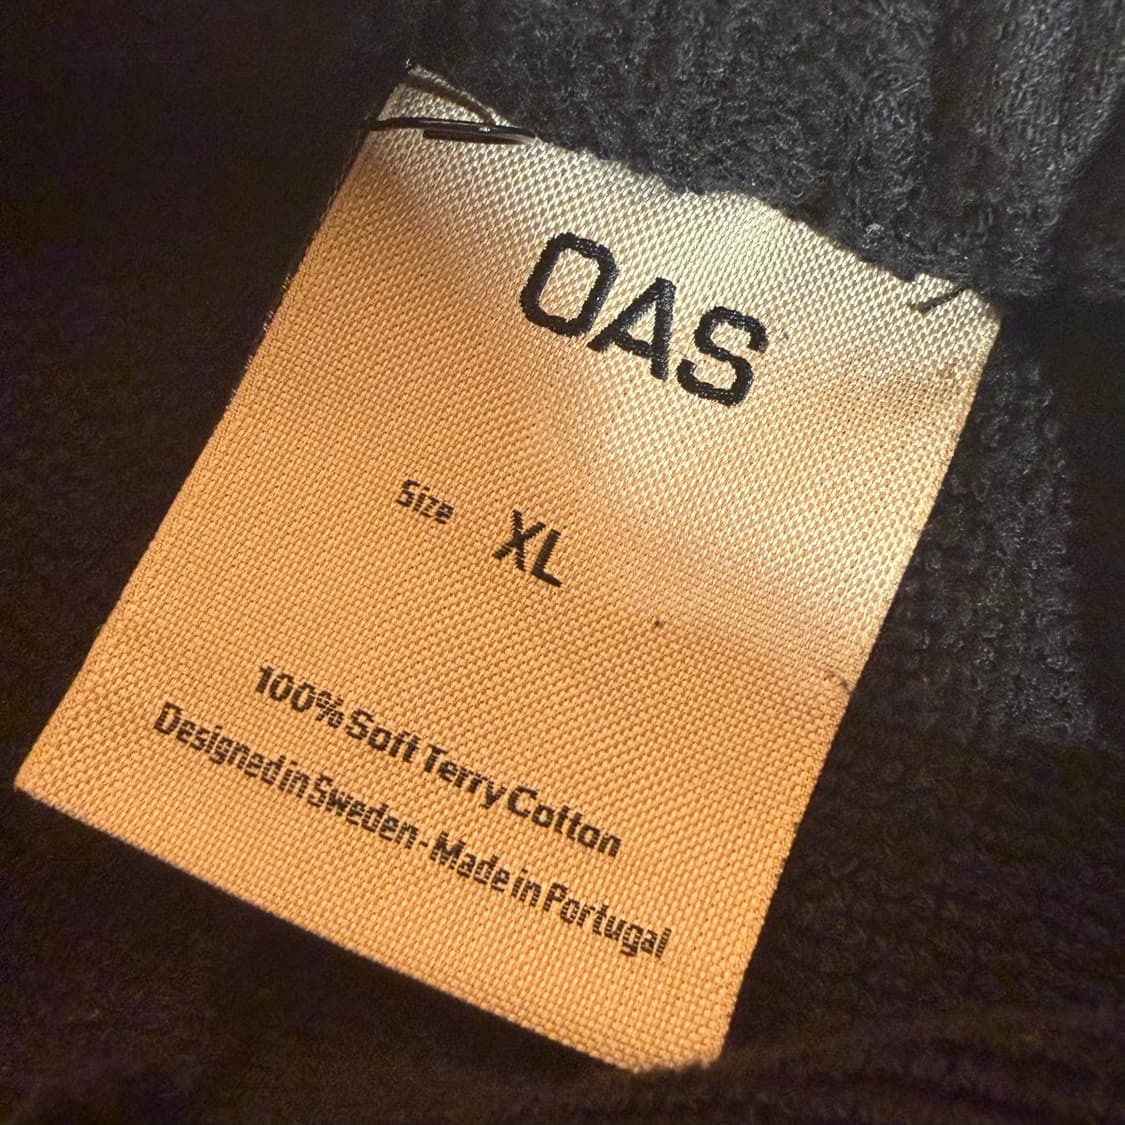 OAS
Size XL
100% Soft Terry Cotton
Designed in Sweden - Made in Portugal